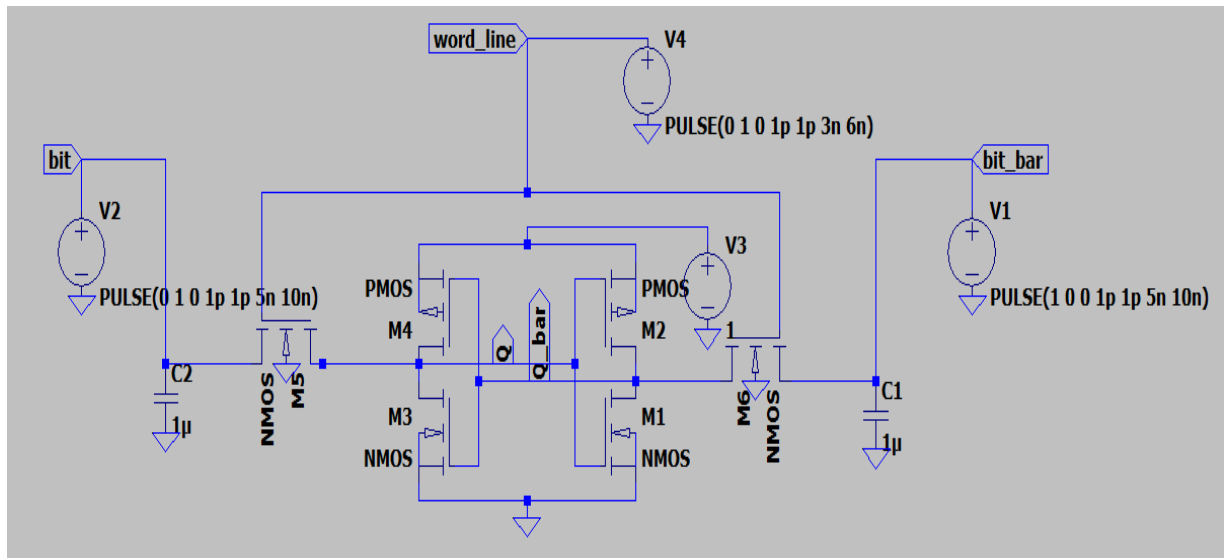 word_line
V4
PULSE(0 1 0 1p 1p 3n 6n)
bit
bit_bar
V2
V1
V3
PULSE(0 1 0 1p 1p 5n 10n)
PMOS
PMOS
PULSE(1 0 0 1p 1p 5n 10n)
M4
Q
Q_bar
M2
1
C2
1µ
NMOS
M5
M3
NMOS
M1
NMOS
M6
NMOS
C1
1µ